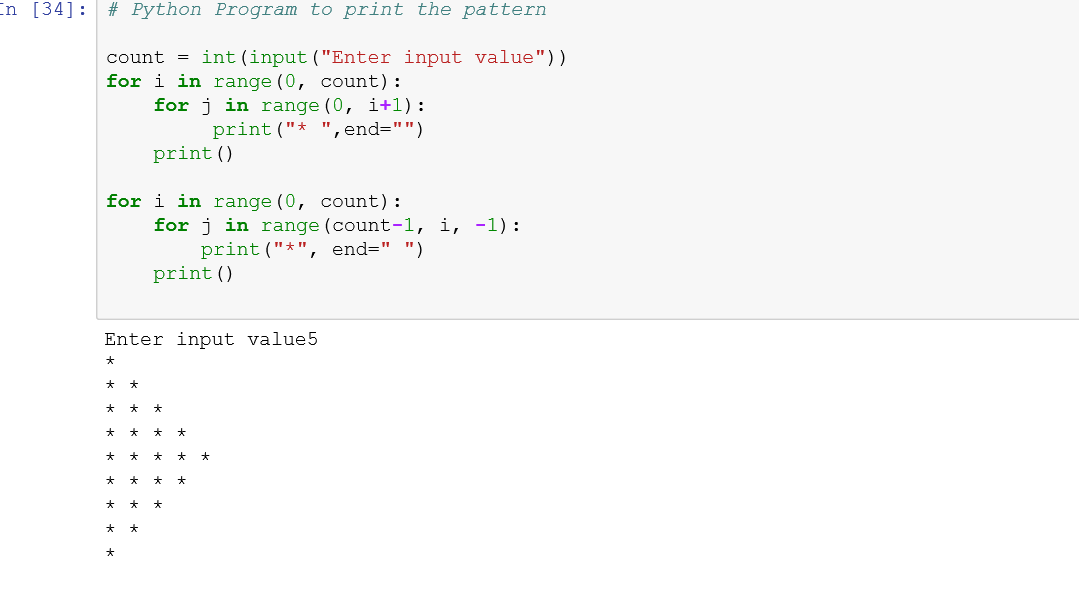 In [34]: # Python Program to print the pattern

count = int(input("Enter input value"))
for i in range(0, count):
    for j in range(0, i+1):
         print("* ",end="")
    print()

for i in range(0, count):
    for j in range(count-1, i, -1):
        print("*", end=" ")
    print()

Enter input value5
*
* *
* * *
* * * *
* * * * *
* * * *
* * *
* *
*